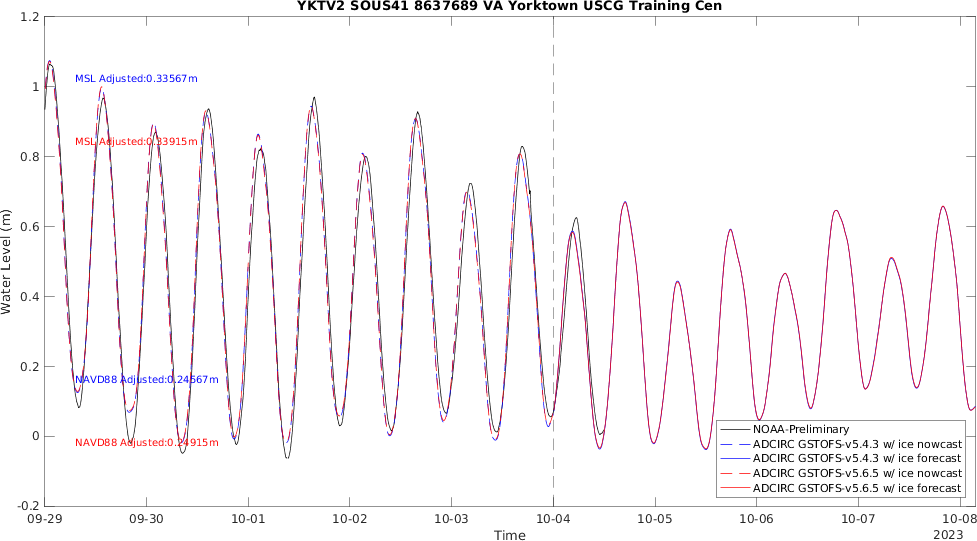 YKTV2 SOUS41 8637689 VA Yorktown USCG Training Cen
1.2
1
0.8
0.6
0.4
0.2
0
-0.2
Water Level (m)
MSL Adjusted:0.33567m
MSL Adjusted:0.33915m
NAVD88 Adjusted:0.24567m
NAVD88 Adjusted:0.24915m
NOAA-Preliminary
ADCIRC GSTOFS-v5.4.3 w/ ice nowcast
ADCIRC GSTOFS-v5.4.3 w/ ice forecast
ADCIRC GSTOFS-v5.6.5 w/ ice nowcast
ADCIRC GSTOFS-v5.6.5 w/ ice forecast
09-29 09-30 10-01 10-02 10-03 10-04 10-05 10-06 10-07 10-08
Time
2023